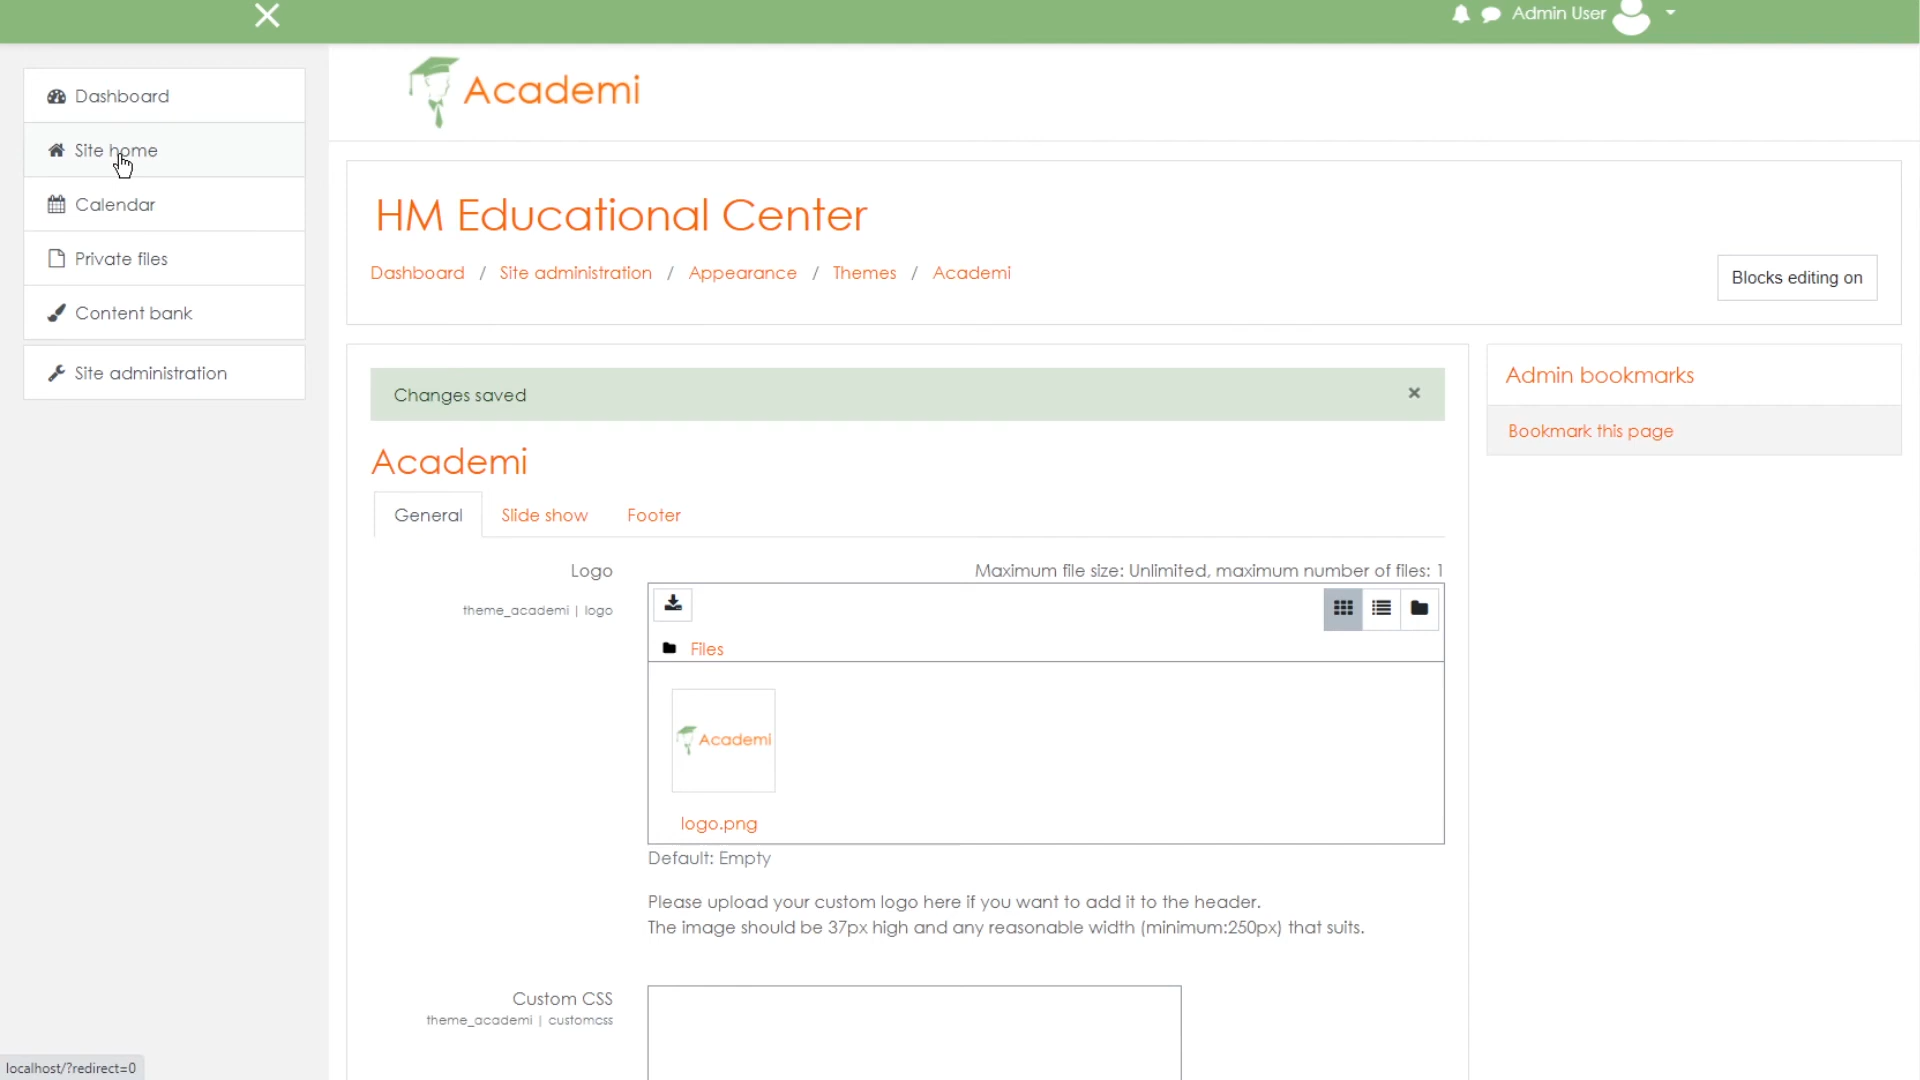 Admin User
Dashboard
Site home
Calendar
Private files
Content bank
Site administration
Academi
HM Educational Center
Dashboard / Site administration / Appearance / Themes / Academi
Blocks editing on
Changes saved
×
Academi
General Slide show Footer
Logo
theme_academi | logo
Maximum file size: Unlimited, maximum number of files: 1
Files
Academi
logo.png
Default: Empty
Please upload your custom logo here if you want to add it to the header.
The image should be 37px high and any reasonable width (minimum:250px) that suits.
Custom CSS
theme_academi | customcss
Admin bookmarks
Bookmark this page
localhost/?redirect=0